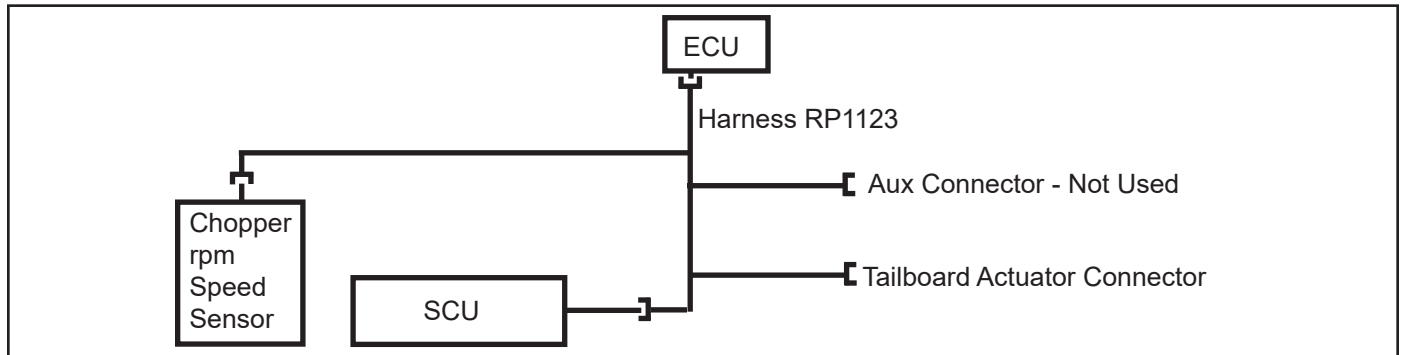 ECU
Harness RP1123
Aux Connector - Not Used
Chopper
rpm
Speed
Sensor
Tailboard Actuator Connector
SCU